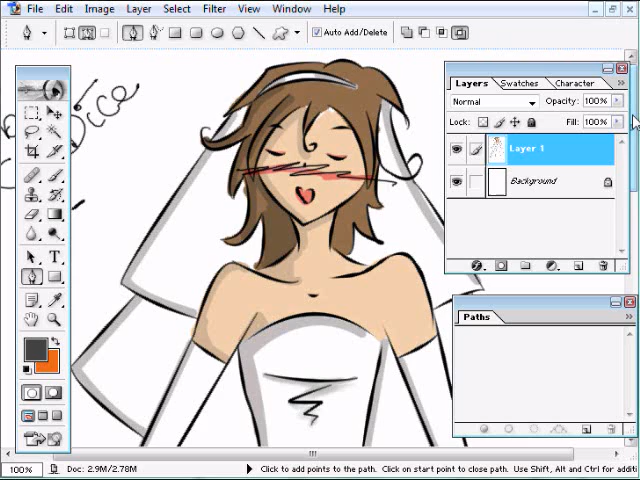 File Edit Image Layer Select Filter View Window Help
Auto Add/Delete
Layers Swatches Character
Normal Opacity: 100%
Lock: Fill: 100%
Layer 1
Background
Paths
100% Doc: 2.9M/2.78M Click to add points to the path. Click on start point to close path. Use Shift, Alt and Ctrl for additi